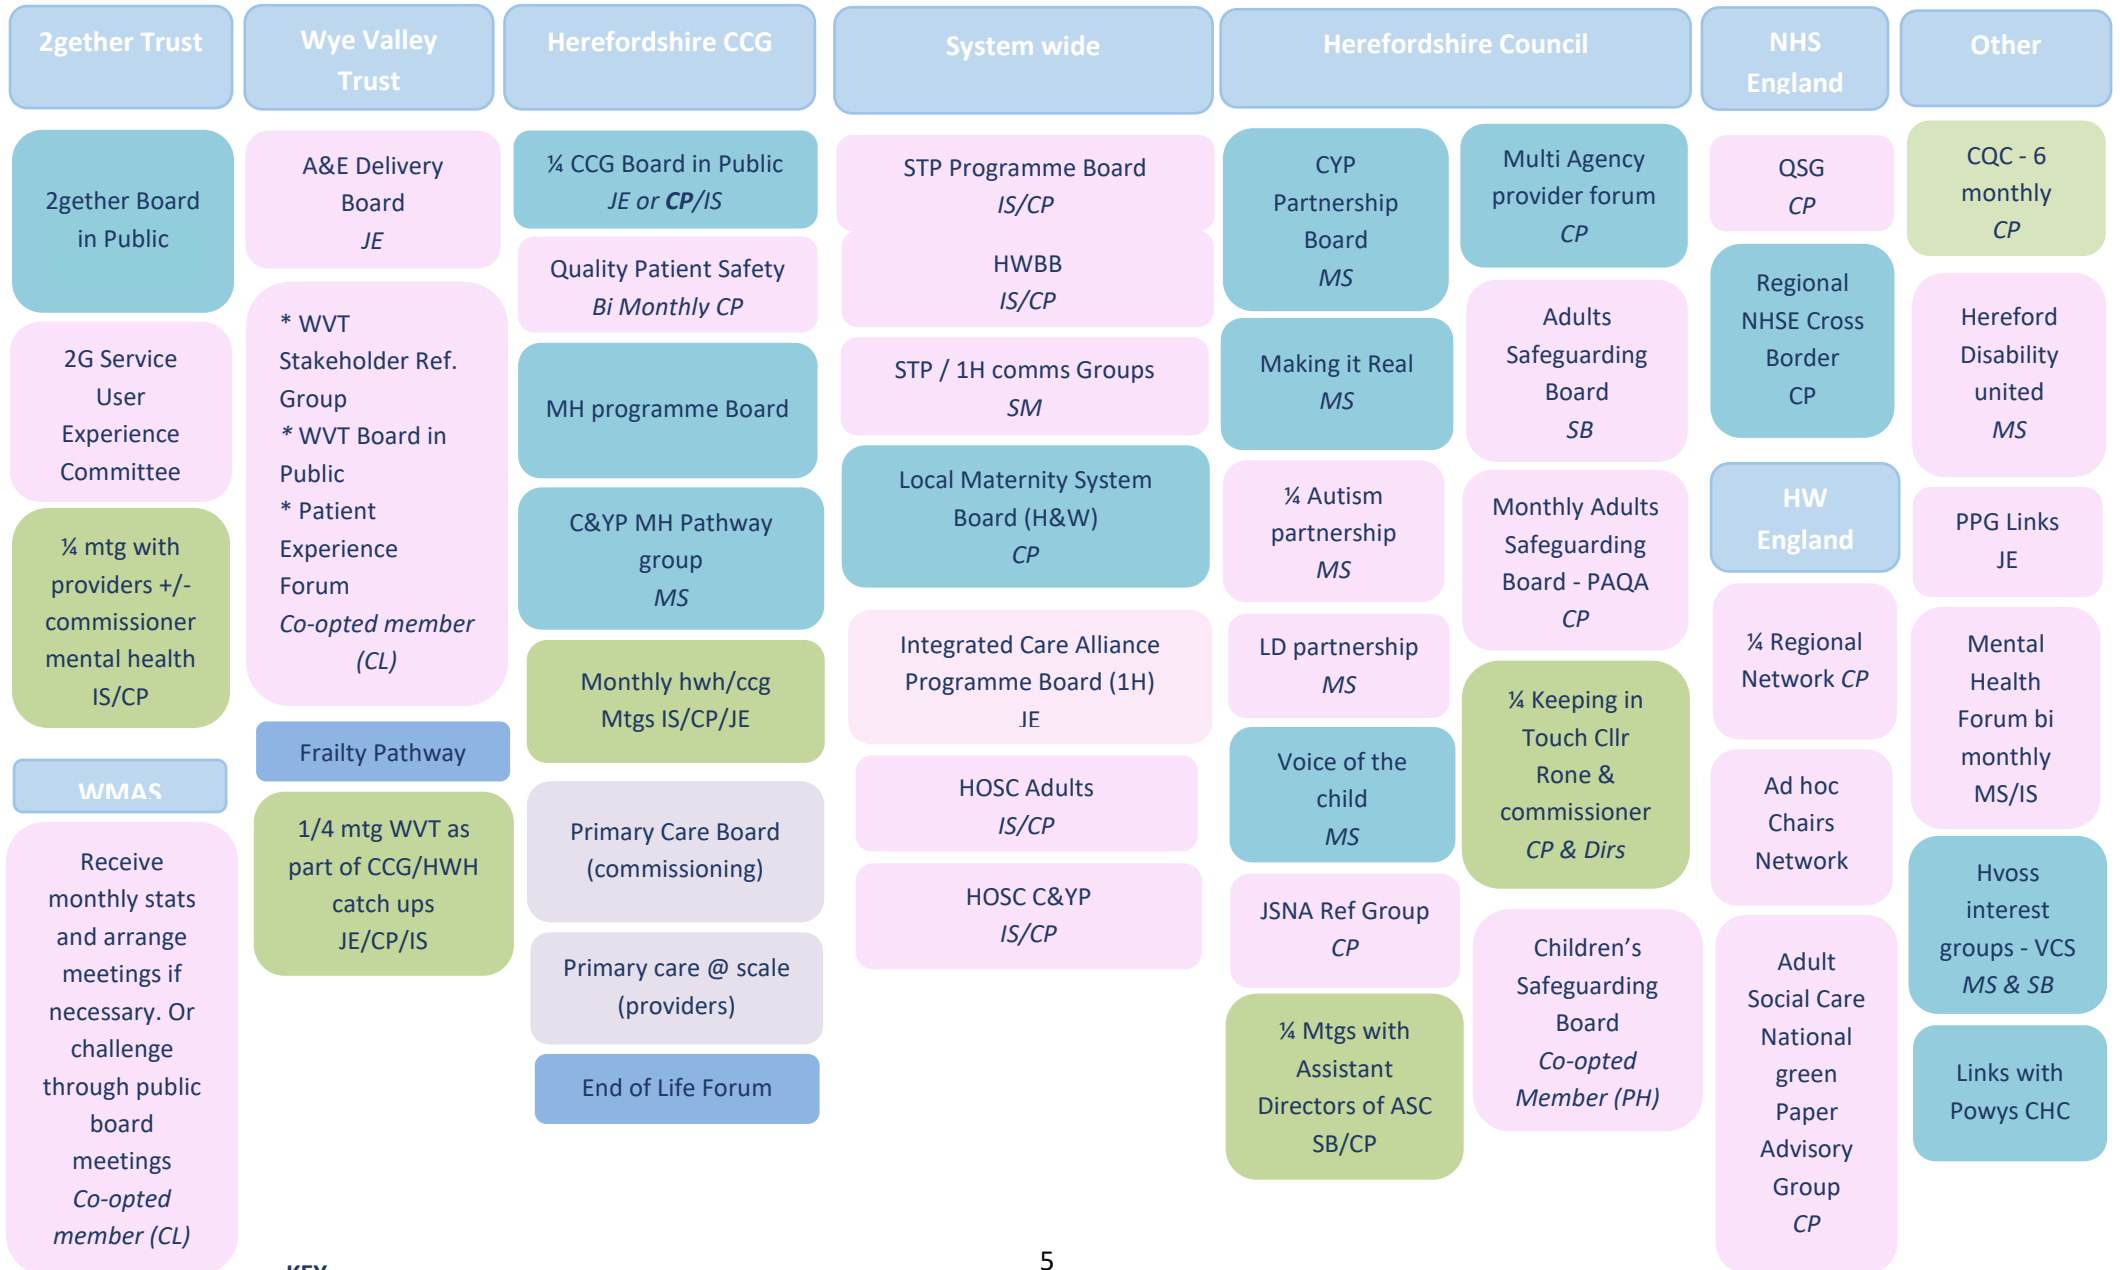 2gether Trust
2gether Board
in Public
2G Service
User
Experience
Committee
¼ mtg with
providers +/-
commissioner
mental health
IS/CP
WMAS
Receive
monthly stats
and arrange
meetings if
necessary. Or
challenge
through public
board
meetings
Co-opted
member (CL)
Wye Valley
Trust
A&E Delivery
Board
JE
* WVT
Stakeholder Ref.
Group
* WVT Board in
Public
* Patient
Experience
Forum
Co-opted member
(CL)
Frailty Pathway
1/4 mtg WVT as
part of CCG/HWH
catch ups
JE/CP/IS
Herefordshire CCG
¼ CCG Board in Public
JE or CP/IS
Quality Patient Safety
Bi Monthly CP
MH programme Board
C&YP MH Pathway
group
MS
Monthly hwh/ccg
Mtgs IS/CP/JE
Primary Care Board
(commissioning)
Primary care @ scale
(providers)
End of Life Forum
System wide
STP Programme Board
IS/CP
HWBB
IS/CP
STP / 1H comms Groups
SM
Local Maternity System
Board (H&W)
CP
Integrated Care Alliance
Programme Board (1H)
JE
HOSC Adults
IS/CP
HOSC C&YP
IS/CP
Herefordshire Council
CYP
Partnership
Board
MS
Making it Real
MS
¼ Autism
partnership
MS
LD partnership
MS
Voice of the
child
MS
JSNA Ref Group
CP
¼ Mtgs with
Assistant
Directors of ASC
SB/CP
Multi Agency
provider forum
CP
Adults
Safeguarding
Board
SB
Monthly Adults
Safeguarding
Board - PAQA
CP
¼ Keeping in
Touch Cllr
Rone &
commissioner
CP & Dirs
Children’s
Safeguarding
Board
Co-opted
Member (PH)
NHS
England
QSG
CP
Regional
NHSE Cross
Border
CP
HW
England
¼ Regional
Network CP
Ad hoc
Chairs
Network
Adult
Social Care
National
green
Paper
Advisory
Group
CP
Other
CQC - 6
monthly
CP
Hereford
Disability
united
MS
PPG Links
JE
Mental
Health
Forum bi
monthly
MS/IS
Hvoss
interest
groups - VCS
MS & SB
Links with
Powys CHC
KEY
5